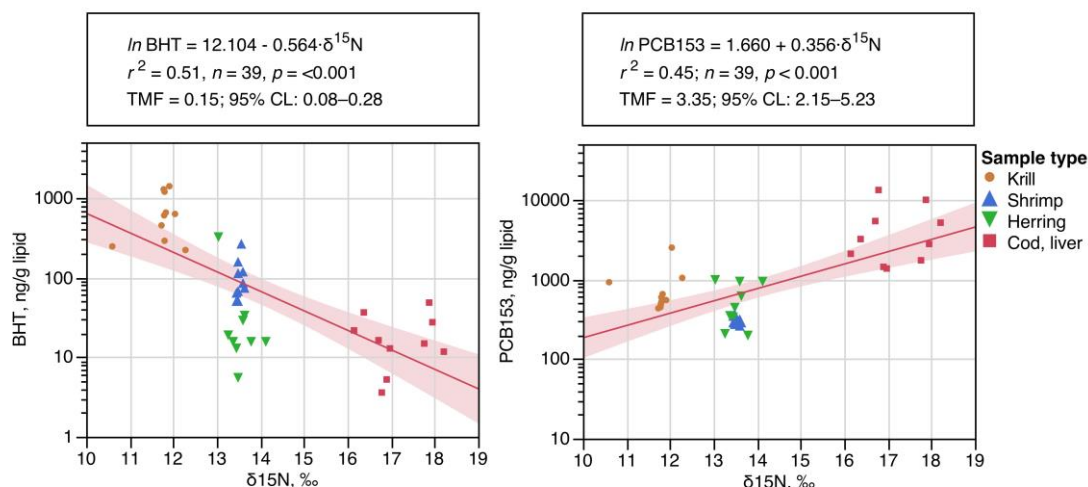 ln BHT = 12.104 - 0.564·δ¹⁵N
r² = 0.51, n = 39, p = <0.001
TMF = 0.15; 95% CL: 0.08–0.28
ln PCB153 = 1.660 + 0.356·δ¹⁵N
r² = 0.45; n = 39, p < 0.001
TMF = 3.35; 95% CL: 2.15–5.23
BHT, ng/g lipid
1000
100
10
1
10 11 12 13 14 15 16 17 18 19
δ15N, ‰
PCB153, ng/g lipid
10000
1000
100
10
10 11 12 13 14 15 16 17 18 19
δ15N, ‰
Sample type
Krill
Shrimp
Herring
Cod, liver